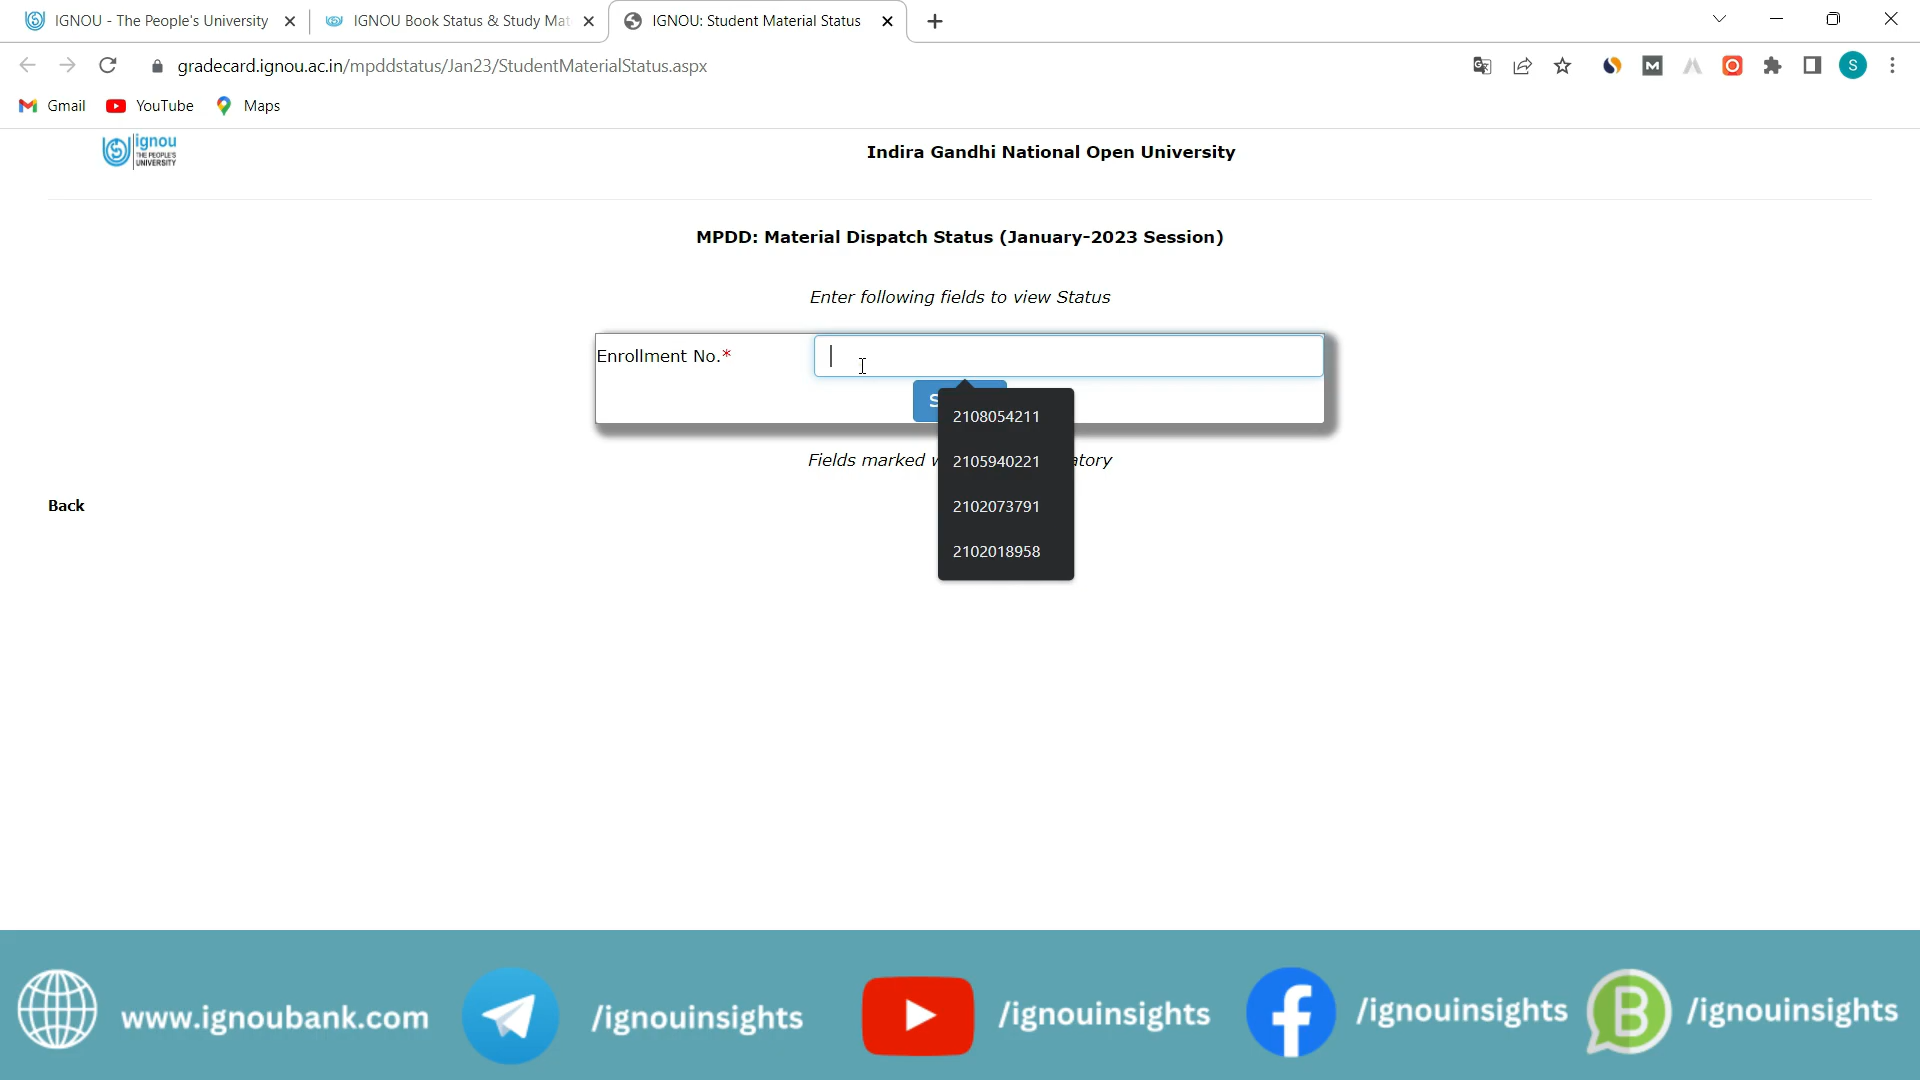 IGNOU - The People's University
IGNOU Book Status & Study Mat
IGNOU: Student Material Status
gradecard.ignou.ac.in/mpddstatus/Jan23/StudentMaterialStatus.aspx
S
Gmail
YouTube
Maps
ignou
THE PEOPLE'S
UNIVERSITY
Indira Gandhi National Open University
MPDD: Material Dispatch Status (January-2023 Session)
Enter following fields to view Status
Enrollment No.*
S
2108054211
2105940221
2102073791
2102018958
Fields marked
Back
www.ignoubank.com
/ignouinsights
/ignouinsights
/ignouinsights
/ignouinsights